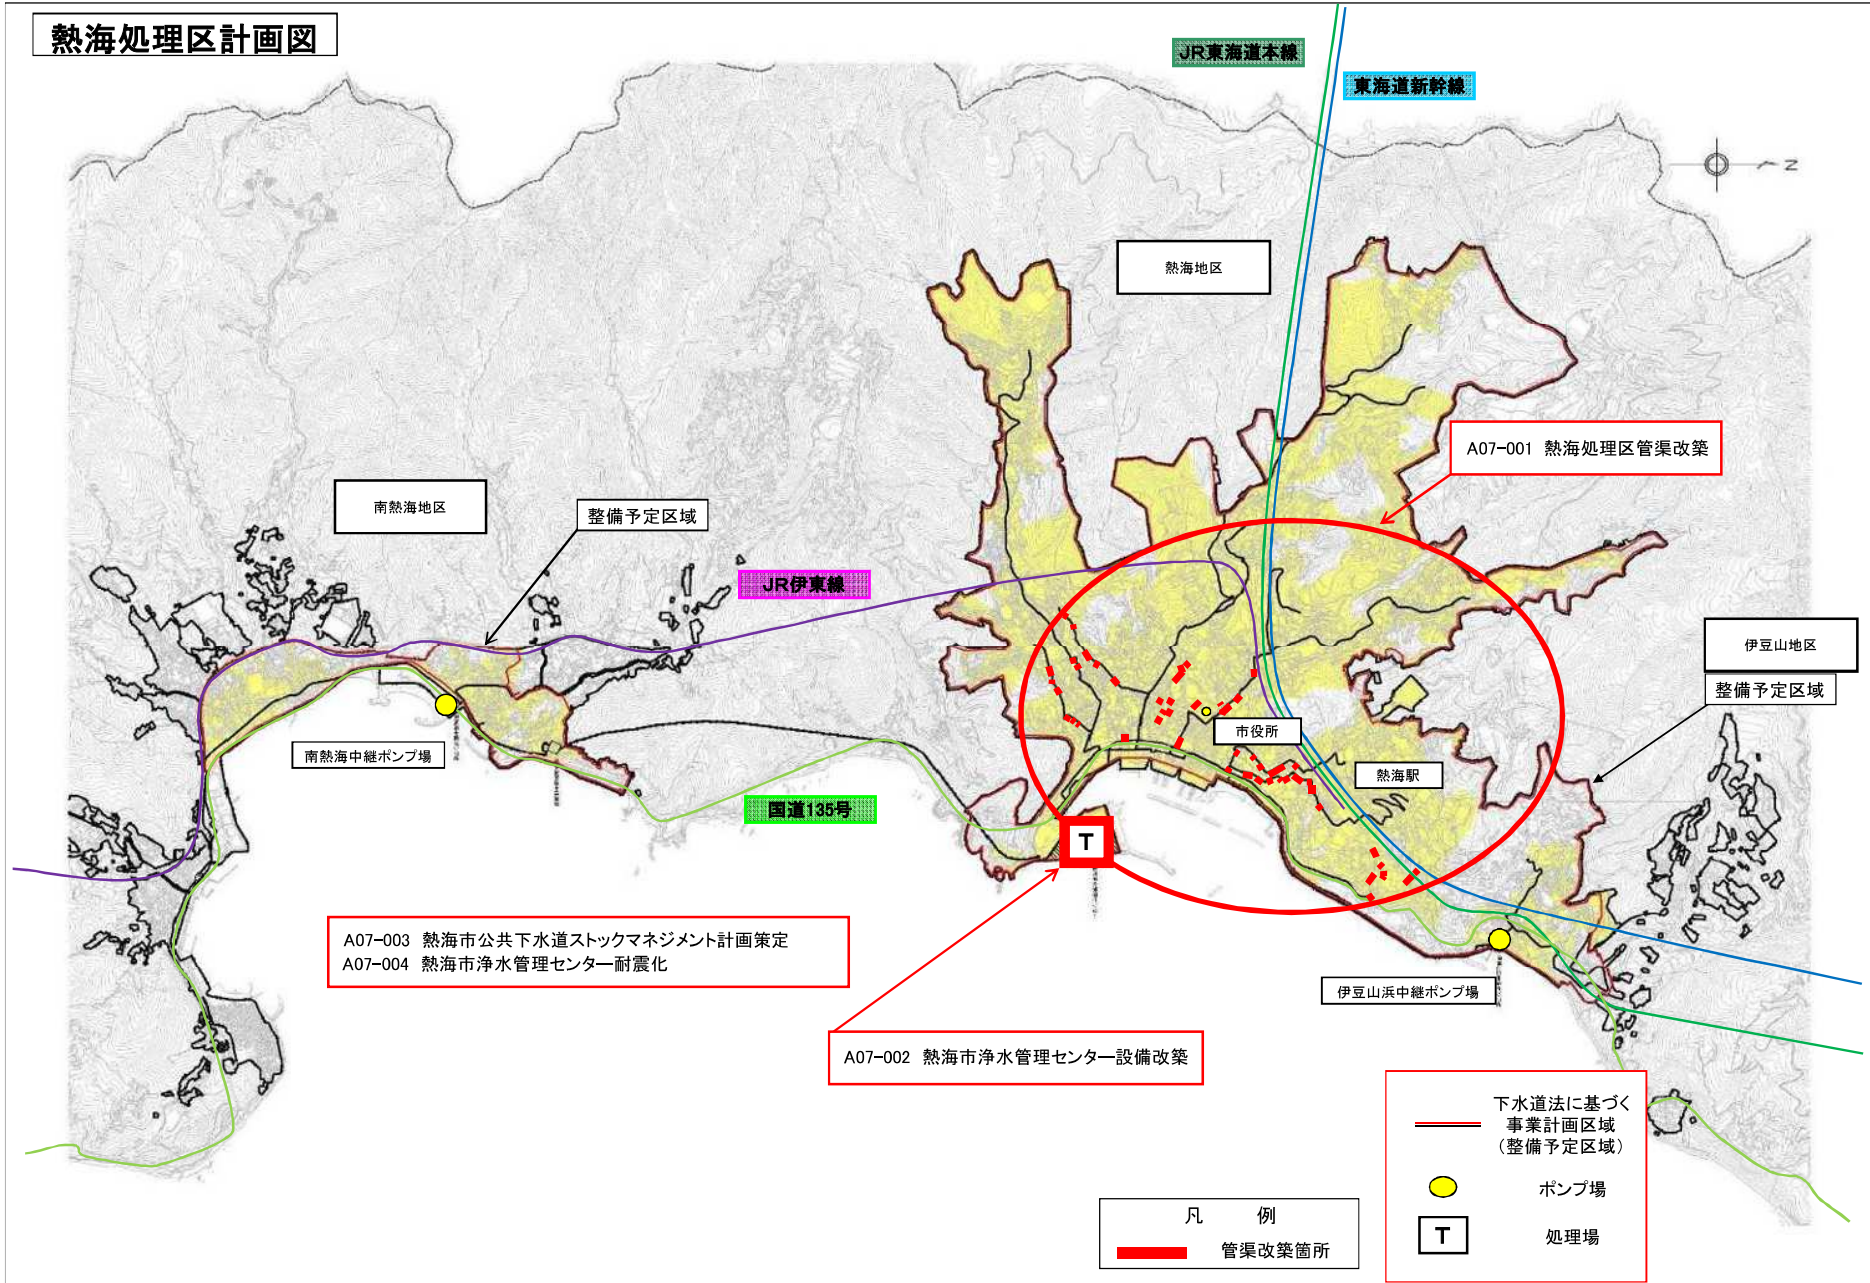 熱海処理区計画図
JR東海道本線
東海道新幹線
N
熱海地区
A07-001 熱海処理区管渠改築
南熱海地区
整備予定区域
JR伊東線
伊豆山地区
整備予定区域
市役所
南熱海中継ポンプ場
熱海駅
国道135号
T
A07-003 熱海市公共下水道ストックマネジメント計画策定
A07-004 熱海市浄水管理センター耐震化
伊豆山浜中継ポンプ場
A07-002 熱海市浄水管理センター設備改築
下水道法に基づく
事業計画区域
(整備予定区域)
ポンプ場
T 処理場
凡 例
管渠改築箇所